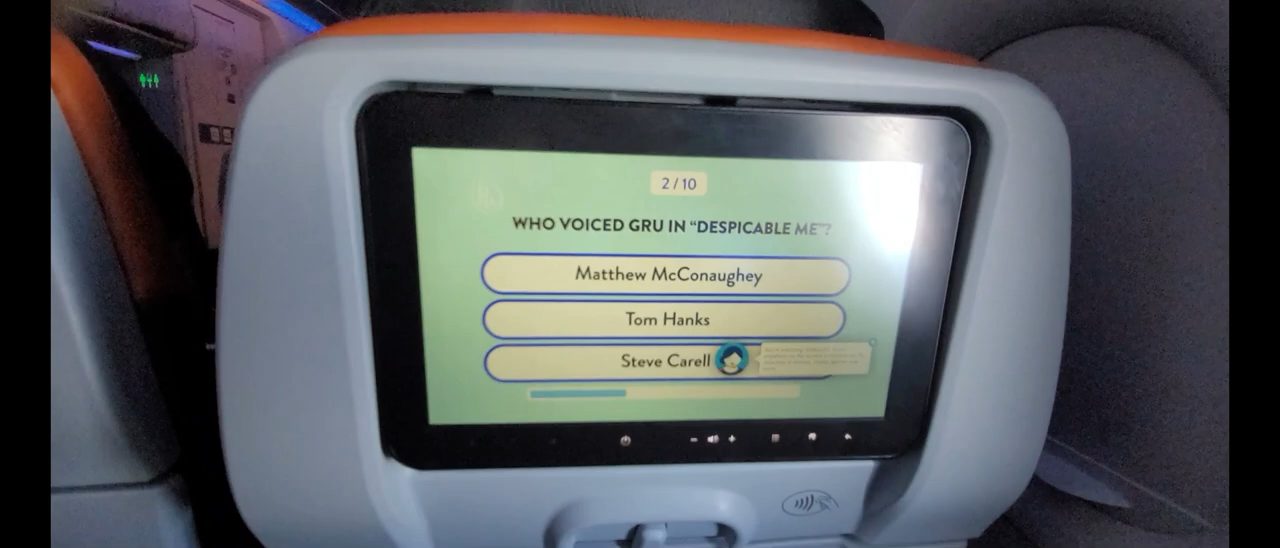 2 / 10
WHO VOICED GRU IN “DESPICABLE ME”?
Matthew McConaughey
Tom Hanks
Steve Carell